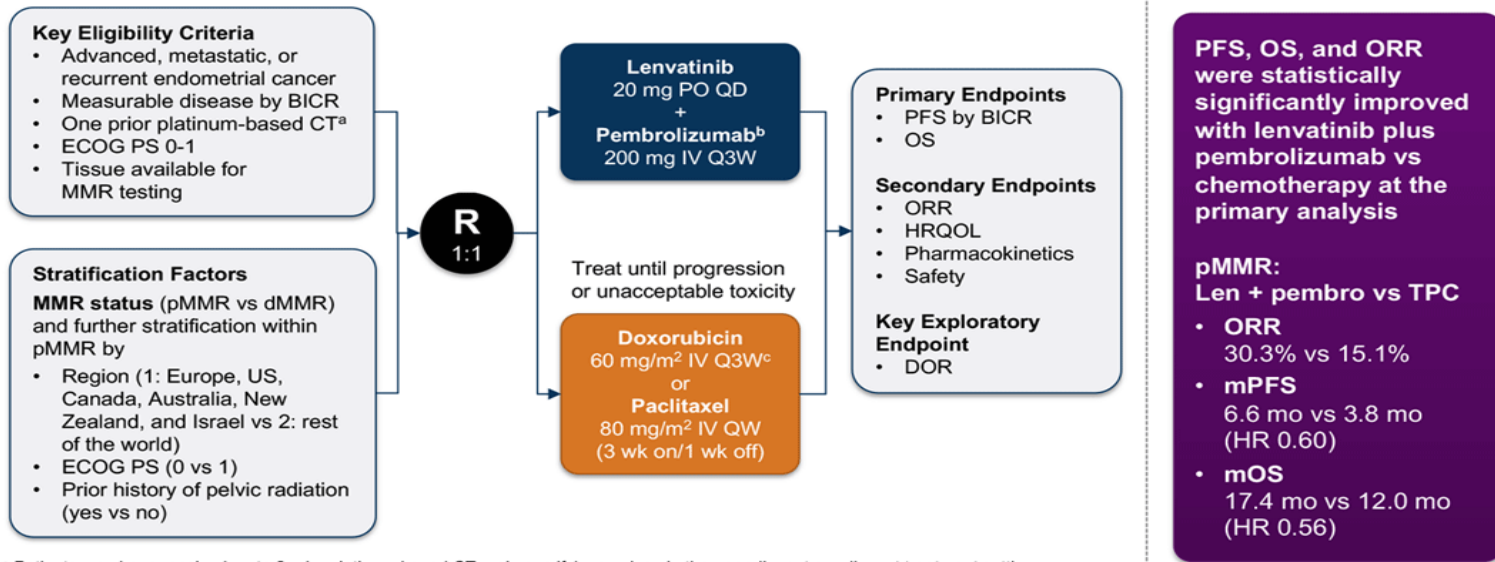 Key Eligibility Criteria
• Advanced, metastatic, or
recurrent endometrial cancer
• Measurable disease by BICR
• One prior platinum-based CTᵃ
• ECOG PS 0-1
• Tissue available for
MMR testing
Stratification Factors
MMR status (pMMR vs dMMR)
and further stratification within
pMMR by
• Region (1: Europe, US,
Canada, Australia, New
Zealand, and Israel vs 2: rest
of the world)
• ECOG PS (0 vs 1)
• Prior history of pelvic radiation
(yes vs no)
R
1:1
Lenvatinib
20 mg PO QD
+
Pembrolizumabᵇ
200 mg IV Q3W
Treat until progression
or unacceptable toxicity
Doxorubicin
60 mg/m² IV Q3Wᶜ
or
Paclitaxel
80 mg/m² IV QW
(3 wk on/1 wk off)
Primary Endpoints
• PFS by BICR
• OS
Secondary Endpoints
• ORR
• HRQOL
• Pharmacokinetics
• Safety
Key Exploratory
Endpoint
• DOR
PFS, OS, and ORR
were statistically
significantly improved
with lenvatinib plus
pembrolizumab vs
chemotherapy at the
primary analysis
pMMR:
Len + pembro vs TPC
• ORR
30.3% vs 15.1%
• mPFS
6.6 mo vs 3.8 mo
(HR 0.60)
• mOS
17.4 mo vs 12.0 mo
(HR 0.56)